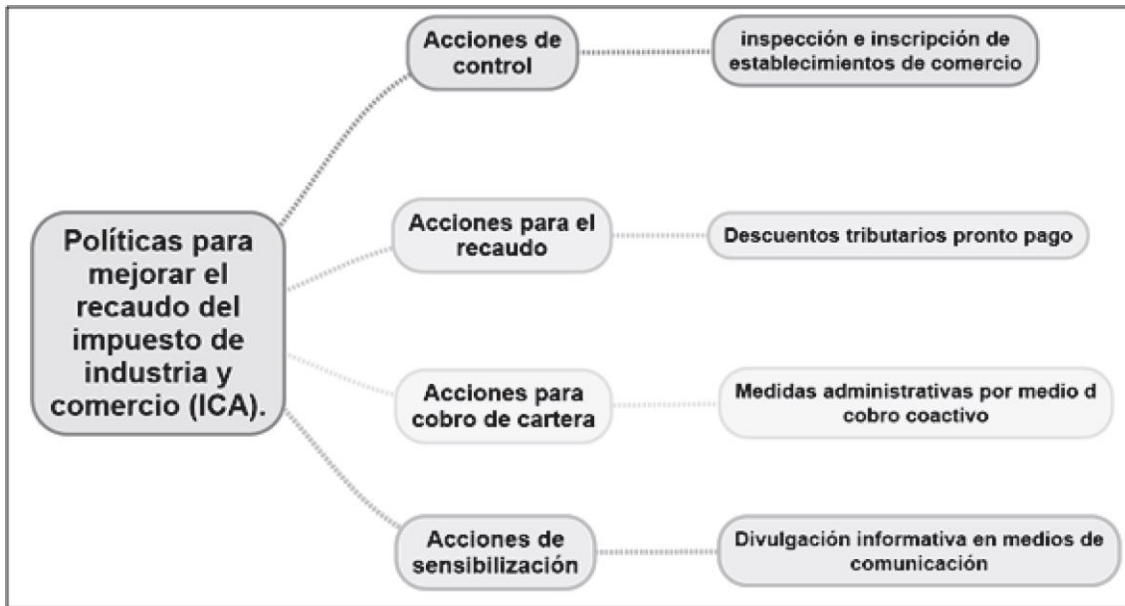 Políticas para
mejorar el
recaudo del
impuesto de
industria y
comercio (ICA).
Acciones de
control
inspección e inscripción de
establecimientos de comercio
Acciones para el
recaudo
Descuentos tributarios pronto pago
Acciones para
cobro de cartera
Medidas administrativas por medio d
cobro coactivo
Acciones de
sensibilización
Divulgación informativa en medios de
comunicación